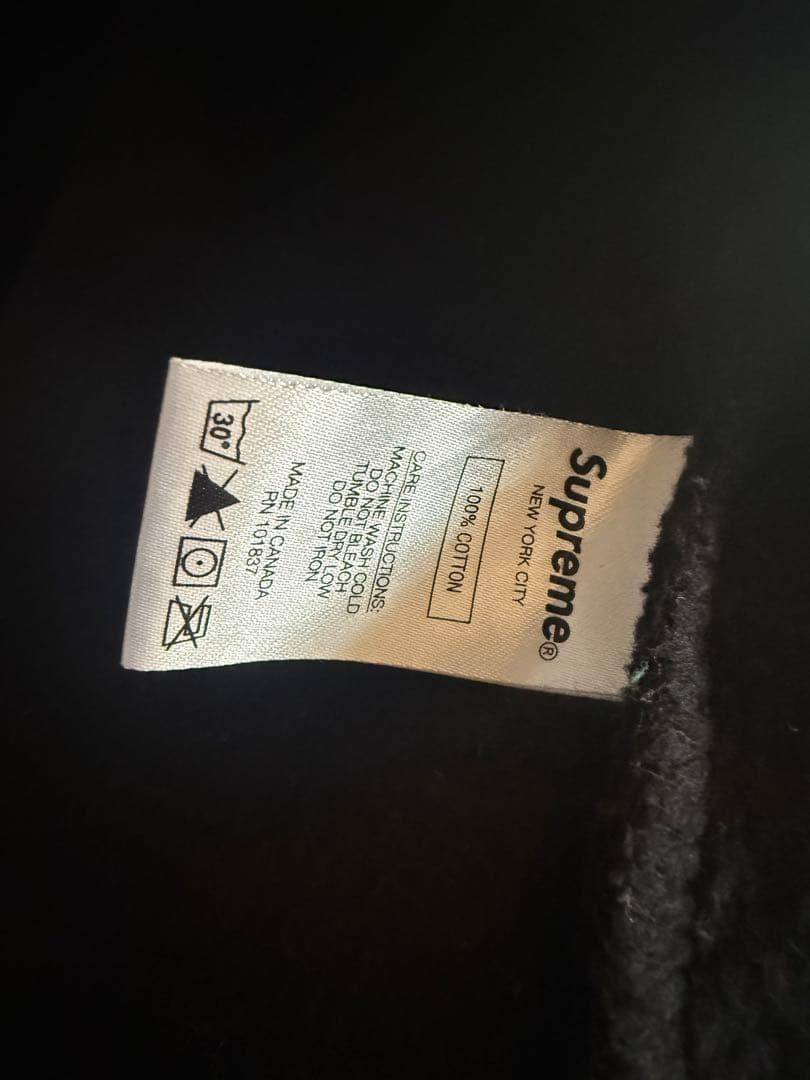 Supreme®
NEW YORK CITY
100% COTTON
CARE INSTRUCTIONS:
MACHINE WASH COLD
DO NOT BLEACH
TUMBLE DRY LOW
DO NOT IRON
MADE IN CANADA
RN 101837
30°